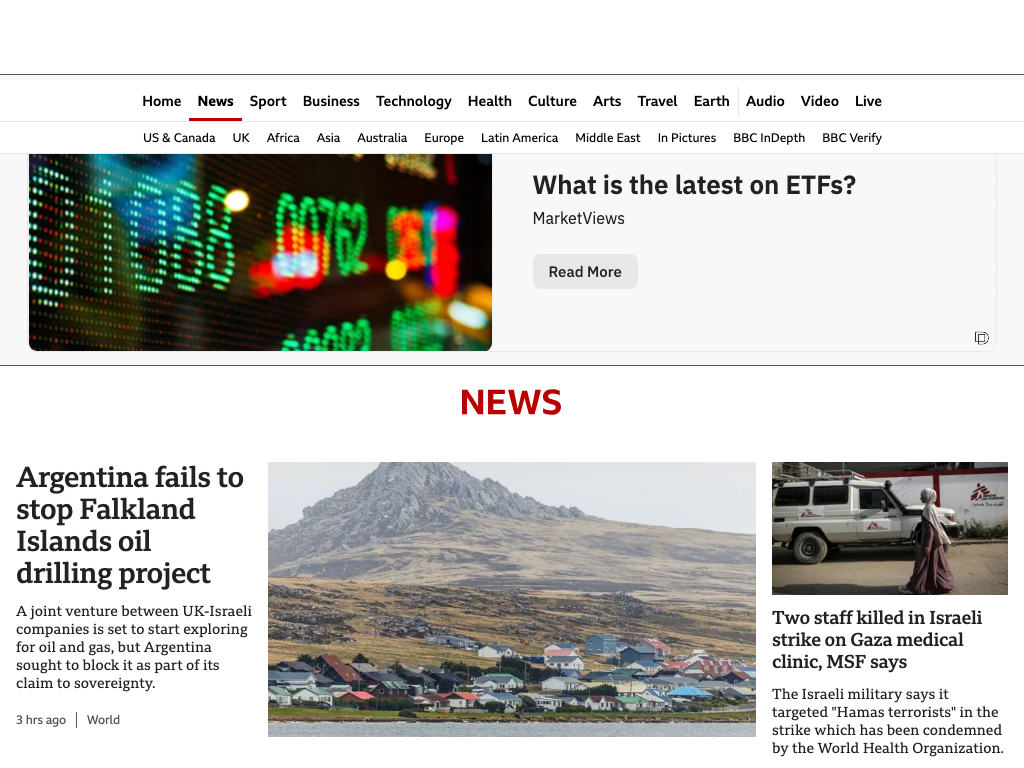 Home News Sport Business Technology Health Culture Arts Travel Earth Audio Video Live
US & Canada UK Africa Asia Australia Europe Latin America Middle East In Pictures BBC InDepth BBC Verify
What is the latest on ETFs?
MarketViews
Read More
NEWS
Argentina fails to
stop Falkland
Islands oil
drilling project
A joint venture between UK-Israeli
companies is set to start exploring
for oil and gas, but Argentina
sought to block it as part of its
claim to sovereignty.
3 hrs ago World
Two staff killed in Israeli
strike on Gaza medical
clinic, MSF says
The Israeli military says it
targeted "Hamas terrorists" in the
strike which has been condemned
by the World Health Organization.